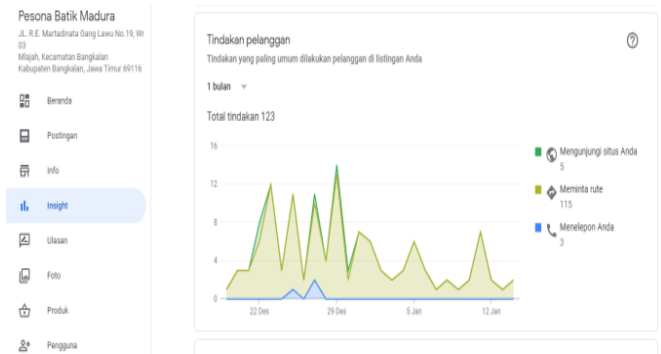 Pesona Batik Madura
JL. R.E. Martadinata Gang Lawu No.19, Wr
03
Mlajah, Kecamatan Bangkalan
Kabupaten Bangkalan, Jawa Timur 69116
Beranda
Postingan
Info
Insight
Ulasan
Foto
Produk
Pengguna
Tindakan pelanggan
Tindakan yang paling umum dilakukan pelanggan di listingan Anda
1 bulan
Total tindakan 123
16
12
8
4
0
22 Des
29 Des
5 Jan
12 Jan
Mengunjungi situs Anda
5
Meminta rute
115
Menelepon Anda
3